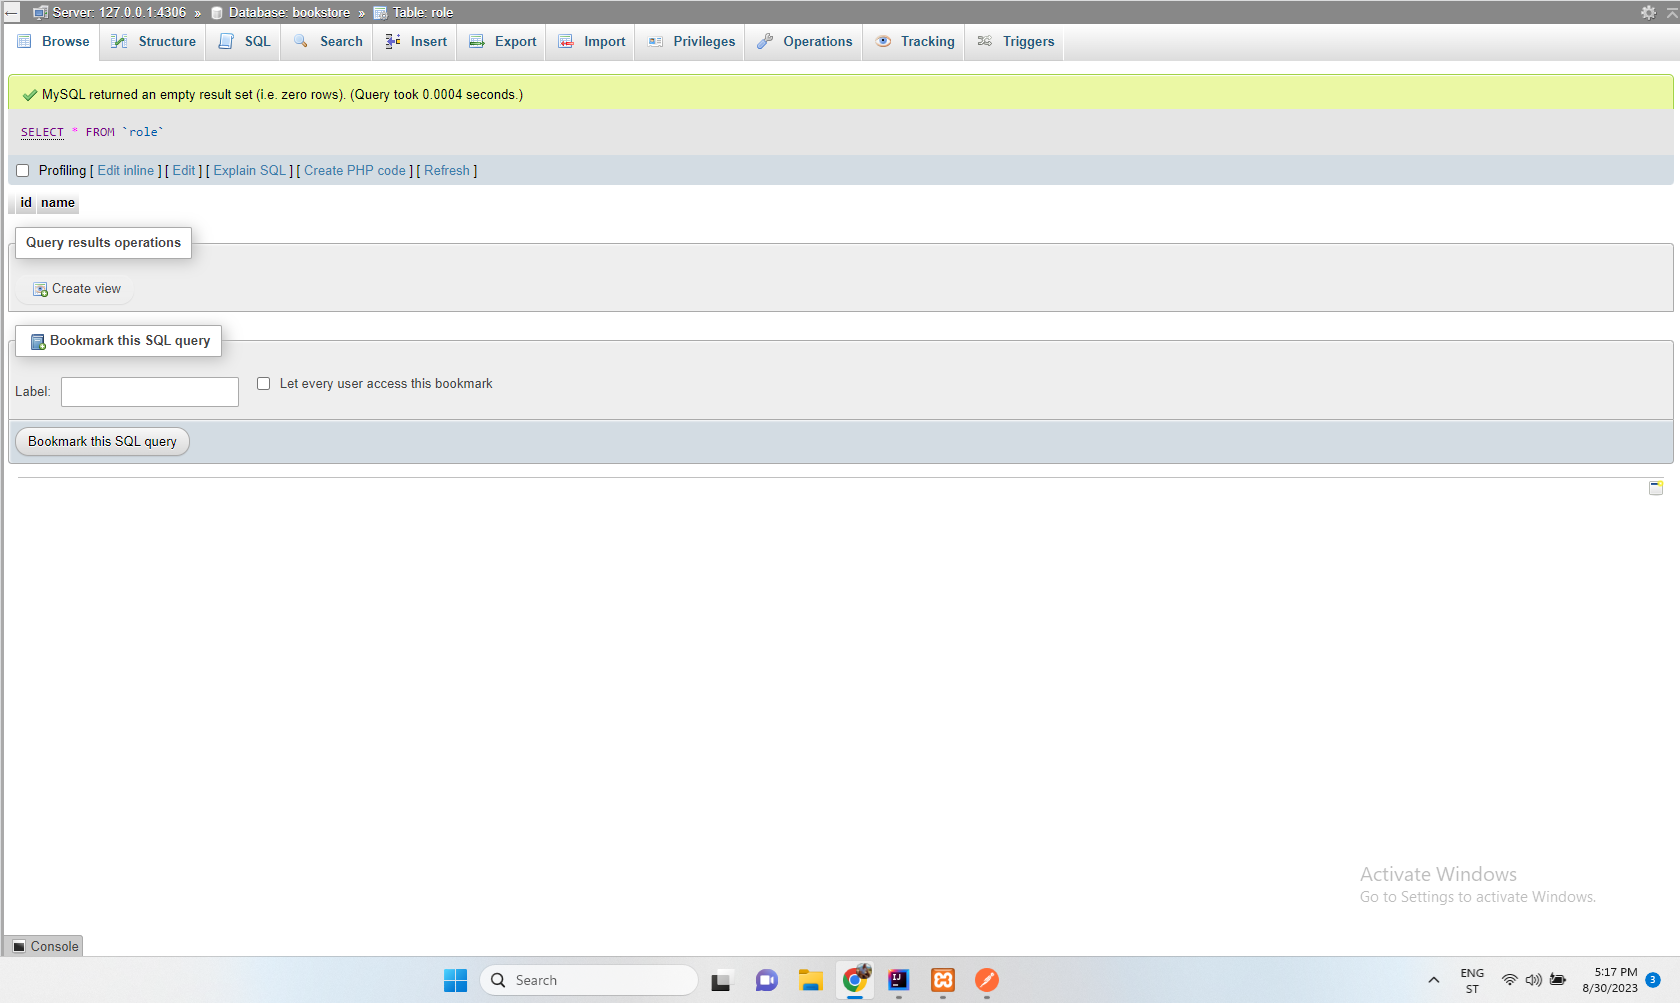 Server: 127.0.0.1:4306 » Database: bookstore » Table: role
Browse Structure SQL Search Insert Export Import Privileges Operations Tracking Triggers
MySQL returned an empty result set (i.e. zero rows). (Query took 0.0004 seconds.)
SELECT * FROM `role`
Profiling [ Edit inline ] [ Edit ] [ Explain SQL ] [ Create PHP code ] [ Refresh ]
id name
Query results operations
Create view
Bookmark this SQL query
Label: Let every user access this bookmark
Bookmark this SQL query
Activate Windows
Go to Settings to activate Windows.
Console
Search
ENG
ST
5:17 PM
8/30/2023
3